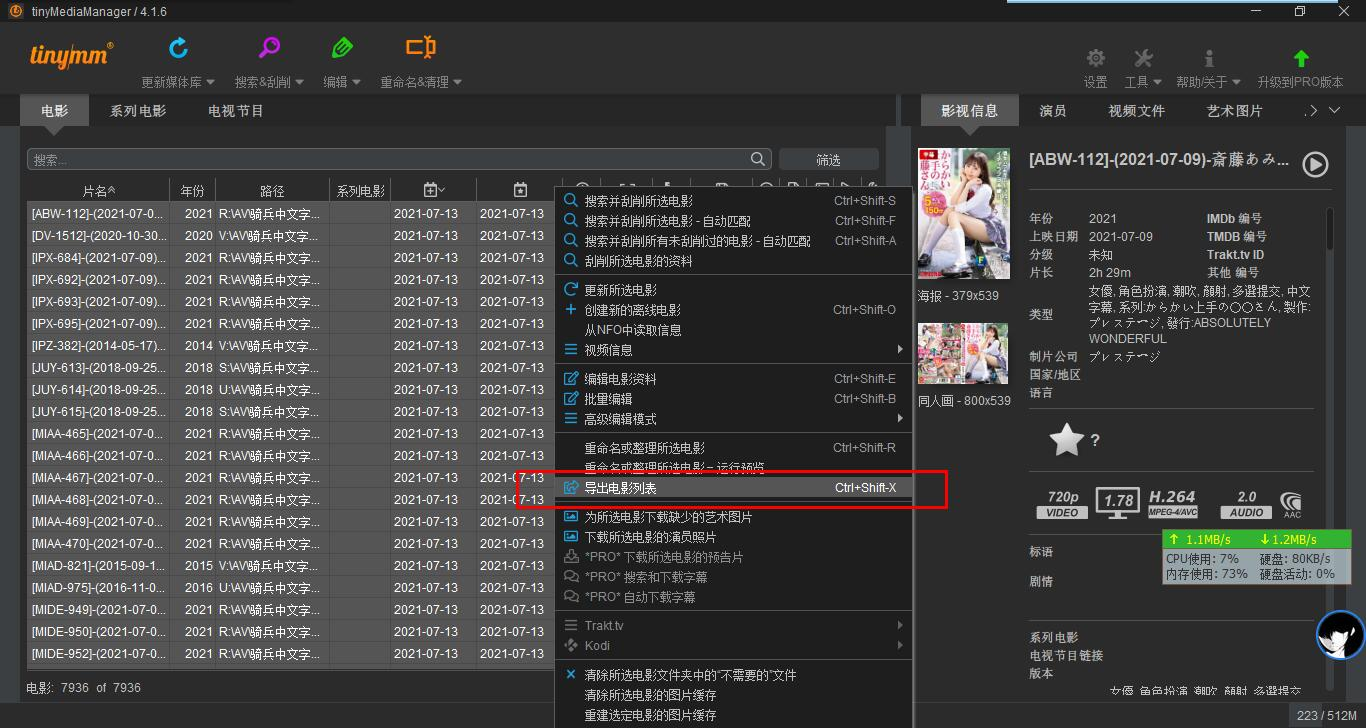 tinyMediaManager / 4.1.6
tinymm®
更新媒体库
搜索&刮削
编辑
重命名&清理
设置
工具
帮助/关于
升级到PRO版本
电影
系列电影
电视节目
影视信息
演员
视频文件
艺术图片
搜索...
筛选
片名
年份
路径
系列电影
[ABW-112]-(2021-07-0... 2021 R:\AV\骑兵中文字... 2021-07-13 2021-07-13
[DV-1512]-(2020-10-30... 2020 V:\AV\骑兵中文字... 2021-07-13 2021-07-13
[IPX-684]-(2021-07-09)... 2021 R:\AV\骑兵中文字... 2021-07-13 2021-07-13
[IPX-692]-(2021-07-09)... 2021 R:\AV\骑兵中文字... 2021-07-13 2021-07-13
[IPX-693]-(2021-07-09)... 2021 R:\AV\骑兵中文字... 2021-07-13 2021-07-13
[IPX-695]-(2021-07-09)... 2021 R:\AV\骑兵中文字... 2021-07-13 2021-07-13
[IPZ-382]-(2014-05-17)... 2014 V:\AV\骑兵中文字... 2021-07-13 2021-07-13
[JUY-613]-(2018-09-25... 2018 S:\AV\骑兵中文字... 2021-07-13 2021-07-13
[JUY-614]-(2018-09-25... 2018 U:\AV\骑兵中文字... 2021-07-13 2021-07-13
[JUY-615]-(2018-09-25... 2018 S:\AV\骑兵中文字... 2021-07-13 2021-07-13
[MIAA-465]-(2021-07-0... 2021 R:\AV\骑兵中文字... 2021-07-13 2021-07-13
[MIAA-466]-(2021-07-0... 2021 R:\AV\骑兵中文字... 2021-07-13 2021-07-13
[MIAA-467]-(2021-07-0... 2021 R:\AV\骑兵中文字... 2021-07-13 2021-07-13
[MIAA-468]-(2021-07-0... 2021 R:\AV\骑兵中文字... 2021-07-13 2021-07-13
[MIAA-469]-(2021-07-0... 2021 R:\AV\骑兵中文字... 2021-07-13 2021-07-13
[MIAA-470]-(2021-07-0... 2021 R:\AV\骑兵中文字... 2021-07-13 2021-07-13
[MIAD-821]-(2015-09-1... 2015 V:\AV\骑兵中文字... 2021-07-13 2021-07-13
[MIAD-975]-(2016-11-0... 2016 U:\AV\骑兵中文字... 2021-07-13 2021-07-13
[MIDE-949]-(2021-07-0... 2021 R:\AV\骑兵中文字... 2021-07-13 2021-07-13
[MIDE-950]-(2021-07-0... 2021 R:\AV\骑兵中文字... 2021-07-13 2021-07-13
[MIDE-952]-(2021-07-0... 2021 R:\AV\骑兵中文字... 2021-07-13 2021-07-13
电影: 7936 of 7936
搜索并刮削所选电影 Ctrl+Shift-S
搜索并刮削所选电影 - 自动匹配 Ctrl+Shift-F
搜索并刮削所有未刮削过的电影 - 自动匹配 Ctrl+Shift-A
刮削所选电影的资料
更新所选电影
创建新的离线电影 Ctrl+Shift-O
从NFO中读取信息
视频信息
编辑电影资料 Ctrl+Shift-E
批量编辑 Ctrl+Shift-B
高级编辑模式
重命名或整理所选电影 Ctrl+Shift-R
重命名或整理所选电影 – 运行预览
导出电影列表 Ctrl+Shift-X
为所选电影下载缺少的艺术图片
下载所选电影的演员照片
*PRO* 下载所选电影的预告片
*PRO* 搜索和下载字幕
*PRO* 自动下载字幕
Trakt.tv
Kodi
清除所选电影文件夹中的“不需要的”文件
清除所选电影的图片缓存
重建选定电影的图片缓存
海报 - 379x539
同人画 - 800x539
[ABW-112]-(2021-07-09)-斎藤あみ...
年份 2021 IMDb 编号
上映日期 2021-07-09 TMDB 编号
分级 未知 Trakt.tv ID
片长 2h 29m 其他 编号
类型
女優, 角色扮演, 潮吹, 顏射, 多選提交, 中文
字幕, 系列:からかい上手の〇〇さん, 製作:
プレステージ, 發行:ABSOLUTELY
WONDERFUL
制片公司 プレステージ
国家/地区
语言
?
720p
VIDEO
1.78
H.264
MPEG-4/AVC
2.0
AUDIO
AAC
标语
剧情
1.1MB/s 1.2MB/s
CPU使用: 7% 硬盘: 80KB/s
内存使用: 73% 硬盘活动: 0%
系列电影
电视节目链接
版本
女優, 角色扮演, 潮吹, 顏射, 多選提交
223 / 512M